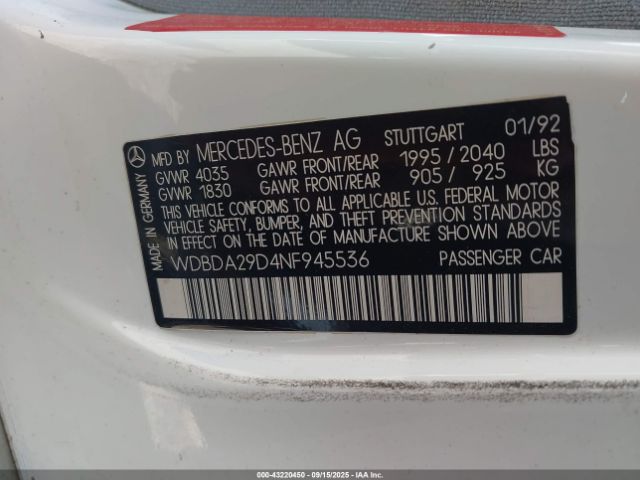 MADE IN GERMANY
MFD BY MERCEDES-BENZ AG STUTTGART 01/92
GVWR 4035 GAWR FRONT/REAR 1995/2040 LBS
GVWR 1830 GAWR FRONT/REAR 905/ 925 KG
THIS VEHICLE CONFORMS TO ALL APPLICABLE U.S. FEDERAL MOTOR
VEHICLE SAFETY, BUMPER, AND THEFT PREVENTION STANDARDS
IN EFFECT ON THE DATE OF MANUFACTURE SHOWN ABOVE
WDBDA29D4NF945536 PASSENGER CAR
© COPART, INC. 43220450 - 09/15/2025 - IAAI.COM